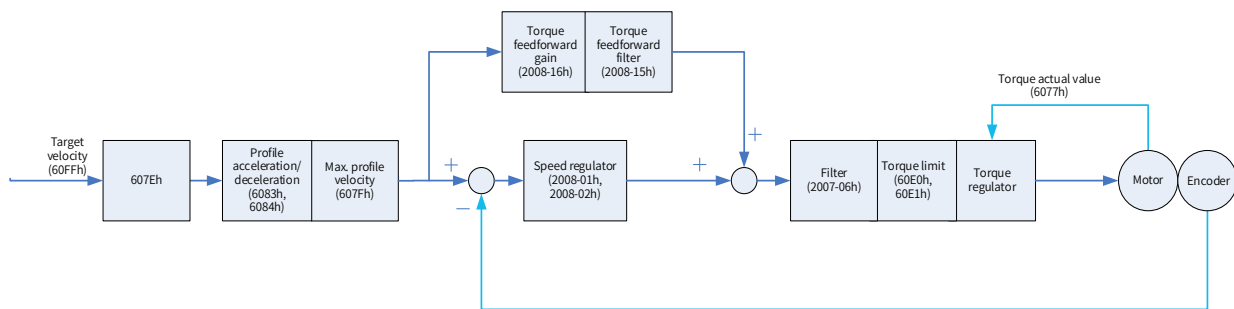 Torque
feedforward
gain
(2008-16h)
Torque
feedforward
filter
(2008-15h)
Torque actual value
(6077h)
Target
velocity
(60FFh)
607Eh
Profile
acceleration/
deceleration
(6083h,
6084h)
Max. profile
velocity
(607Fh)
+
−
Speed regulator
(2008-01h,
2008-02h)
+
+
Filter
(2007-06h)
Torque limit
(60E0h,
60E1h)
Torque
regulator
Motor
Encoder